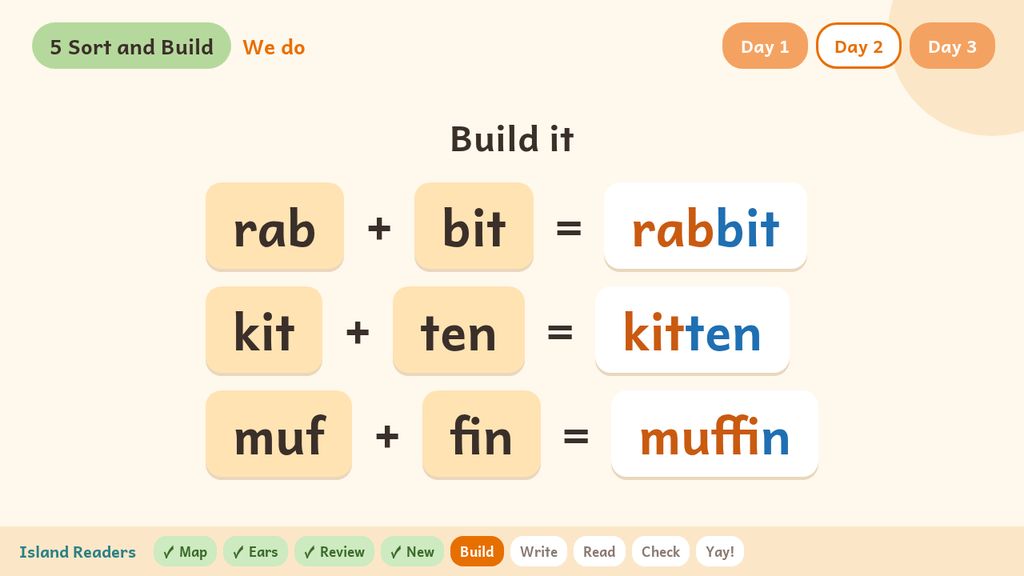 5 Sort and Build We do Day 1 Day 2 Day 3
Build it
rab + bit = rabbit
kit + ten = kitten
muf + fin = muffin
Island Readers ✓ Map ✓ Ears ✓ Review ✓ New Build Write Read Check Yay!